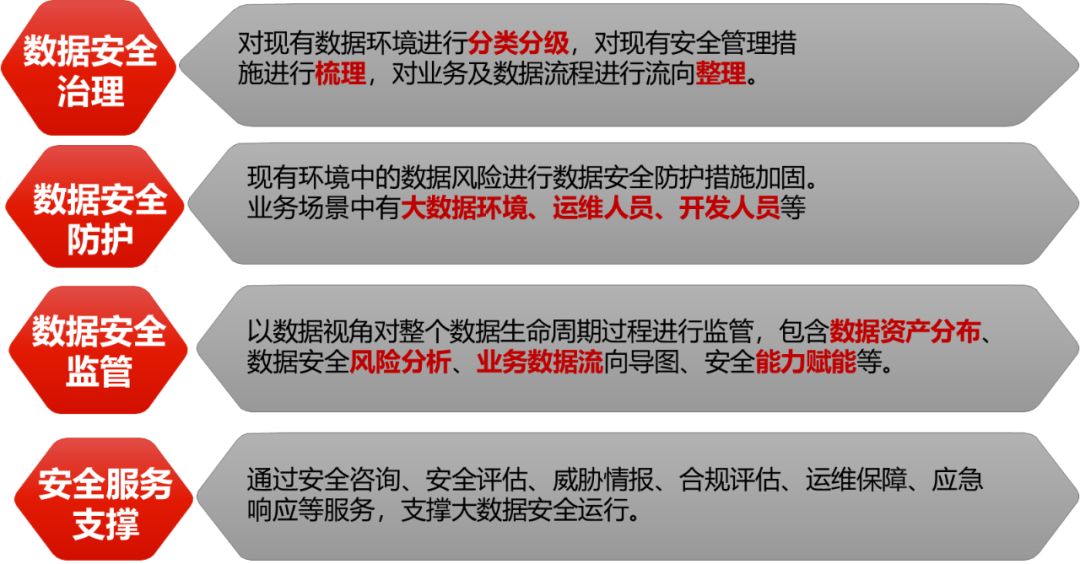 数据安全
治理
对现有数据环境进行分类分级，对现有安全管理措
施进行梳理，对业务及数据流程进行流向整理。
数据安全
防护
现有环境中的数据风险进行数据安全防护措施加固。
业务场景中有大数据环境、运维人员、开发人员等
数据安全
监管
以数据视角对整个数据生命周期过程进行监管，包含数据资产分布、
数据安全风险分析、业务数据流向导图、安全能力赋能等。
安全服务
支撑
通过安全咨询、安全评估、威胁情报、合规评估、运维保障、应急
响应等服务，支撑大数据安全运行。